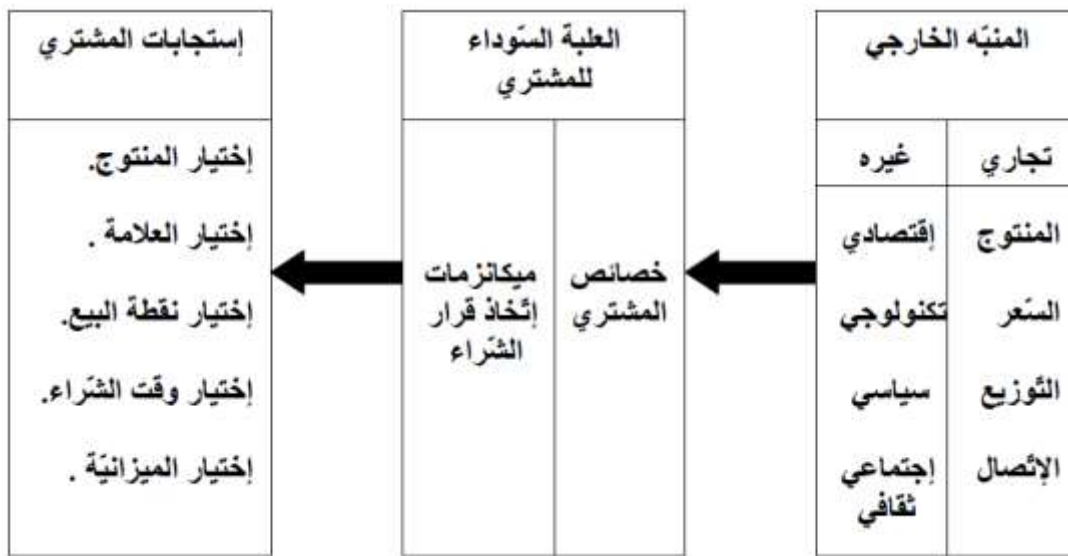 المنبّه الخارجي
تجاري
غيره
المنتوج
السّعر
التّوزيع
الإتّصال
إقتصادي
تكنولوجي
سياسي
إجتماعي
ثقافي
العلبة السّوداء
للمشتري
خصائص
المشتري
ميكانزمات
إتّخاذ قرار
الشّراء
إستجابات المشتري
إختيار المنتوج.
إختيار العلامة .
إختيار نقطة البيع.
إختيار وقت الشّراء.
إختيار الميزانيّة .